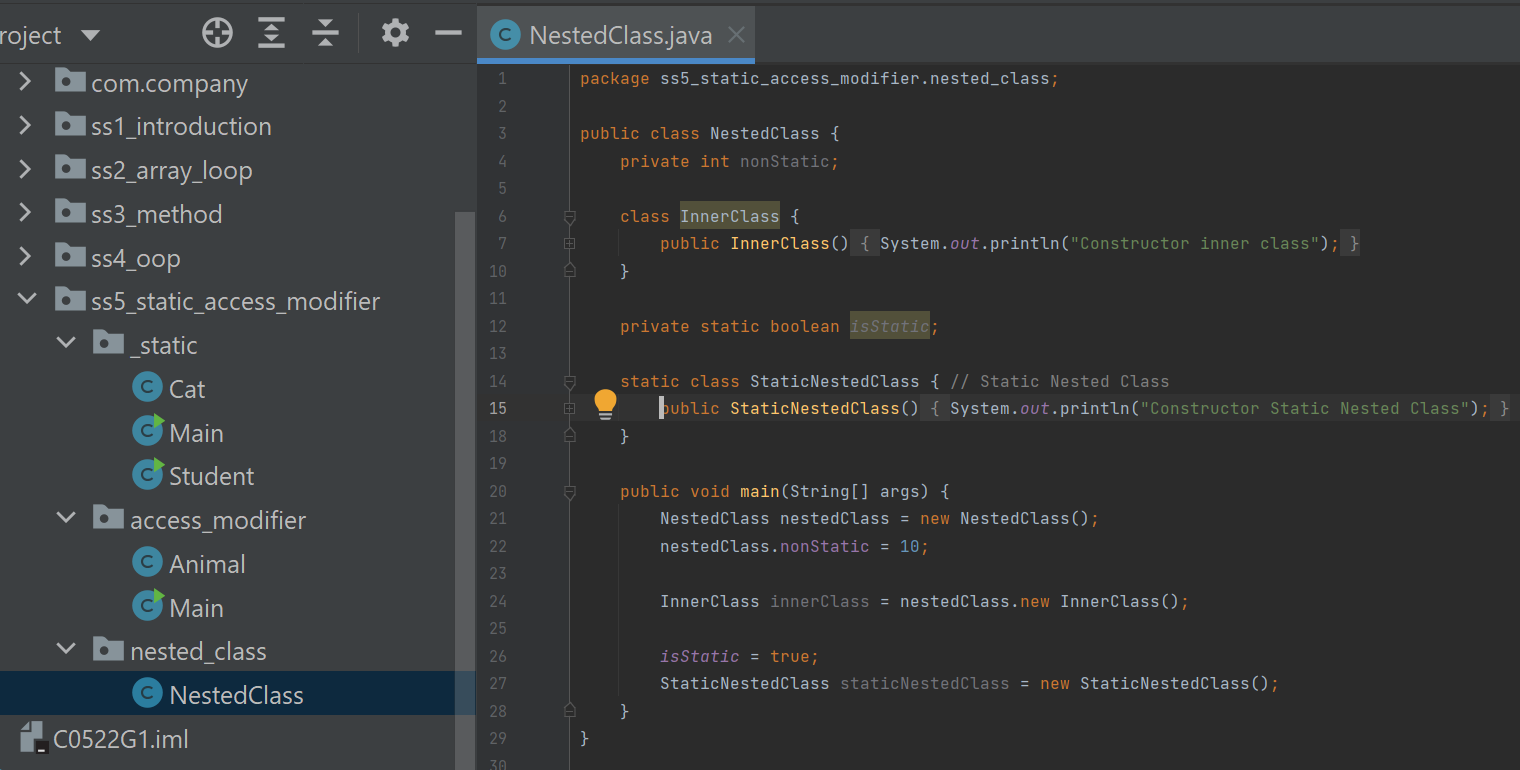 roject
NestedClass.java
com.company
ss1_introduction
ss2_array_loop
ss3_method
ss4_oop
ss5_static_access_modifier
_static
C Cat
C Main
C Student
access_modifier
C Animal
C Main
nested_class
C NestedClass
C0522G1.iml
1 package ss5_static_access_modifier.nested_class;
2
3 public class NestedClass {
4     private int nonStatic;
5
6     class InnerClass {
7         public InnerClass() { System.out.println("Constructor inner class"); }
10     }
11
12     private static boolean isStatic;
13
14     static class StaticNestedClass { // Static Nested Class
15         public StaticNestedClass() { System.out.println("Constructor Static Nested Class"); }
18     }
19
20     public void main(String[] args) {
21         NestedClass nestedClass = new NestedClass();
22         nestedClass.nonStatic = 10;
23
24         InnerClass innerClass = nestedClass.new InnerClass();
25
26         isStatic = true;
27         StaticNestedClass staticNestedClass = new StaticNestedClass();
28     }
29 }
30